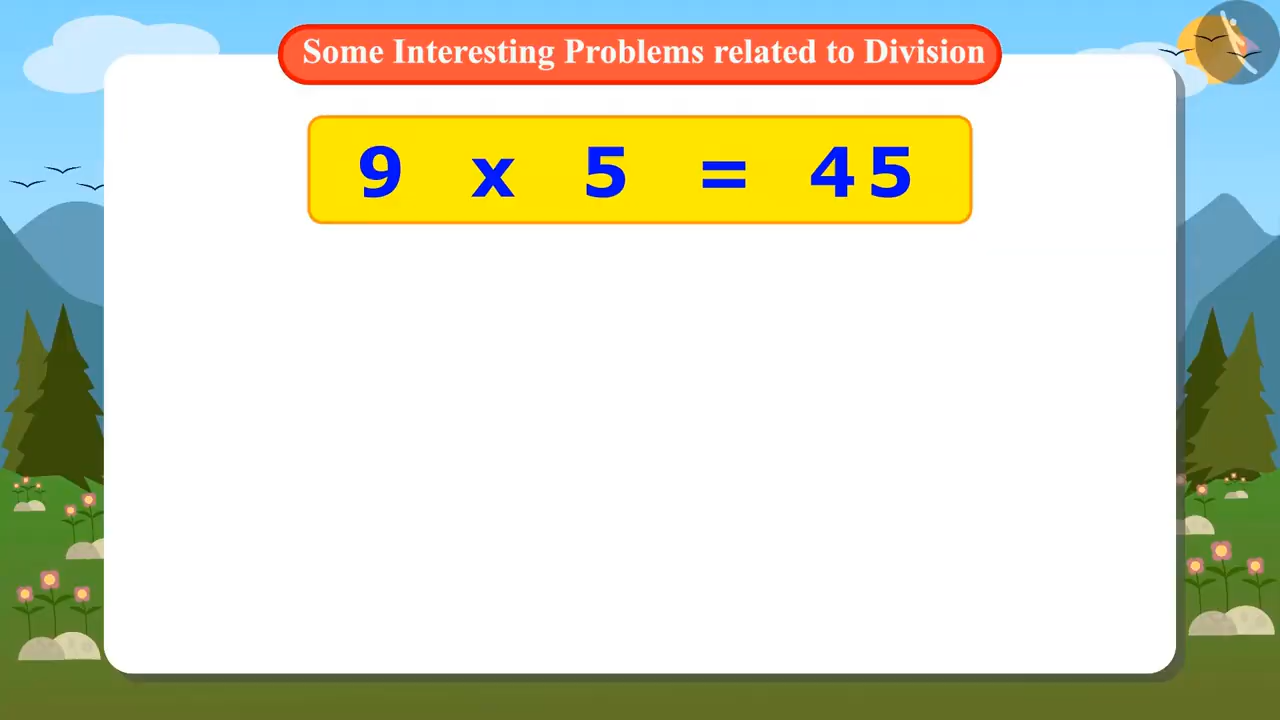 Some Interesting Problems related to Division
9 x 5 = 45